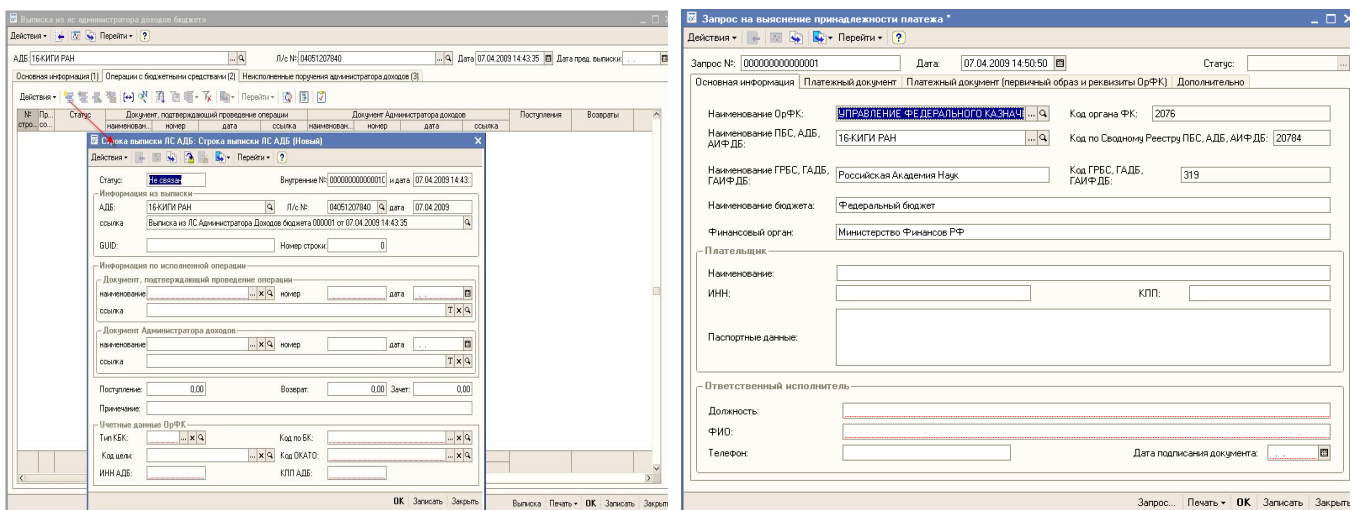 Выписка из лс администратора доходов бюджета
Действия Перейти ?
АДБ: 16-КИГИ РАН ... Л/с №: 04051207840 ... Дата 07.04.2009 14:43:35 Дата пред. выписки: . .
Основная информация (1) Операции с бюджетными средствами (2) Неисполненные поручения администратора доходов (3)
Действия Перейти
№ Пр... Статус Документ, подтверждающий проведение операции Документ Администратора доходов Поступления Возвраты
стро... со... наименован... номер дата ссылка наименован... номер дата ссылка
Строка выписки ЛС АДБ: Строка выписки ЛС АДБ (Новый)
Действия Перейти ?
Статус: Не связан Внутренне №: 00000000000010 и дата 07.04.2009 14:43:
Информация из выписки
АДБ: 16-КИГИ РАН Л/с №: 04051207840 дата 07.04.2009
ссылка Выписка из ЛС Администратора Доходов бюджета 000001 от 07.04.2009 14:43:35
GUID: Номер строки: 0
Информация по исполненной операции
Документ, подтверждающий проведение операции
наименование ... x номер дата . .
ссылка T x
Документ Администратора доходов
наименование ... x номер дата . .
ссылка T x
Поступление: 0,00 Возврат: 0,00 Зачет: 0,00
Примечание:
Учетные данные ОрФК
Тип КБК: ... x Код по БК: ... x
Код цели: ... x Код ОКАТО: ... x
ИНН АДБ: КПП АДБ:
OK Записать Закрыть
Выписка Печать OK Записать Закрыть
Запрос на выяснение принадлежности платежа *
Действия Перейти ?
Запрос №: 000000000000001 Дата: 07.04.2009 14:50:50 Статус: ...
Основная информация Платежный документ Платежный документ (первичный образ и реквизиты ОрФК) Дополнительно
Наименование ОрФК: УПРАВЛЕНИЕ ФЕДЕРАЛЬНОГО КАЗНАЧЕ ... Код органа ФК: 2076
Наименование ПБС, АДБ, АИФДБ: 16-КИГИ РАН ... Код по Сводному Реестру ПБС, АДБ, АИФДБ: 20784
Наименование ГРБС, ГАДБ, ГАИФДБ: Российская Академия Наук Код ГРБС, ГАДБ, ГАИФДБ: 319
Наименование бюджета: Федеральный бюджет
Финансовый орган: Министерство Финансов РФ
Плательщик
Наименование:
ИНН: КПП:
Паспортные данные:
Ответственный исполнитель
Должность:
ФИО:
Телефон: Дата подписания документа: . .
Запрос... Печать OK Записать Закрыть